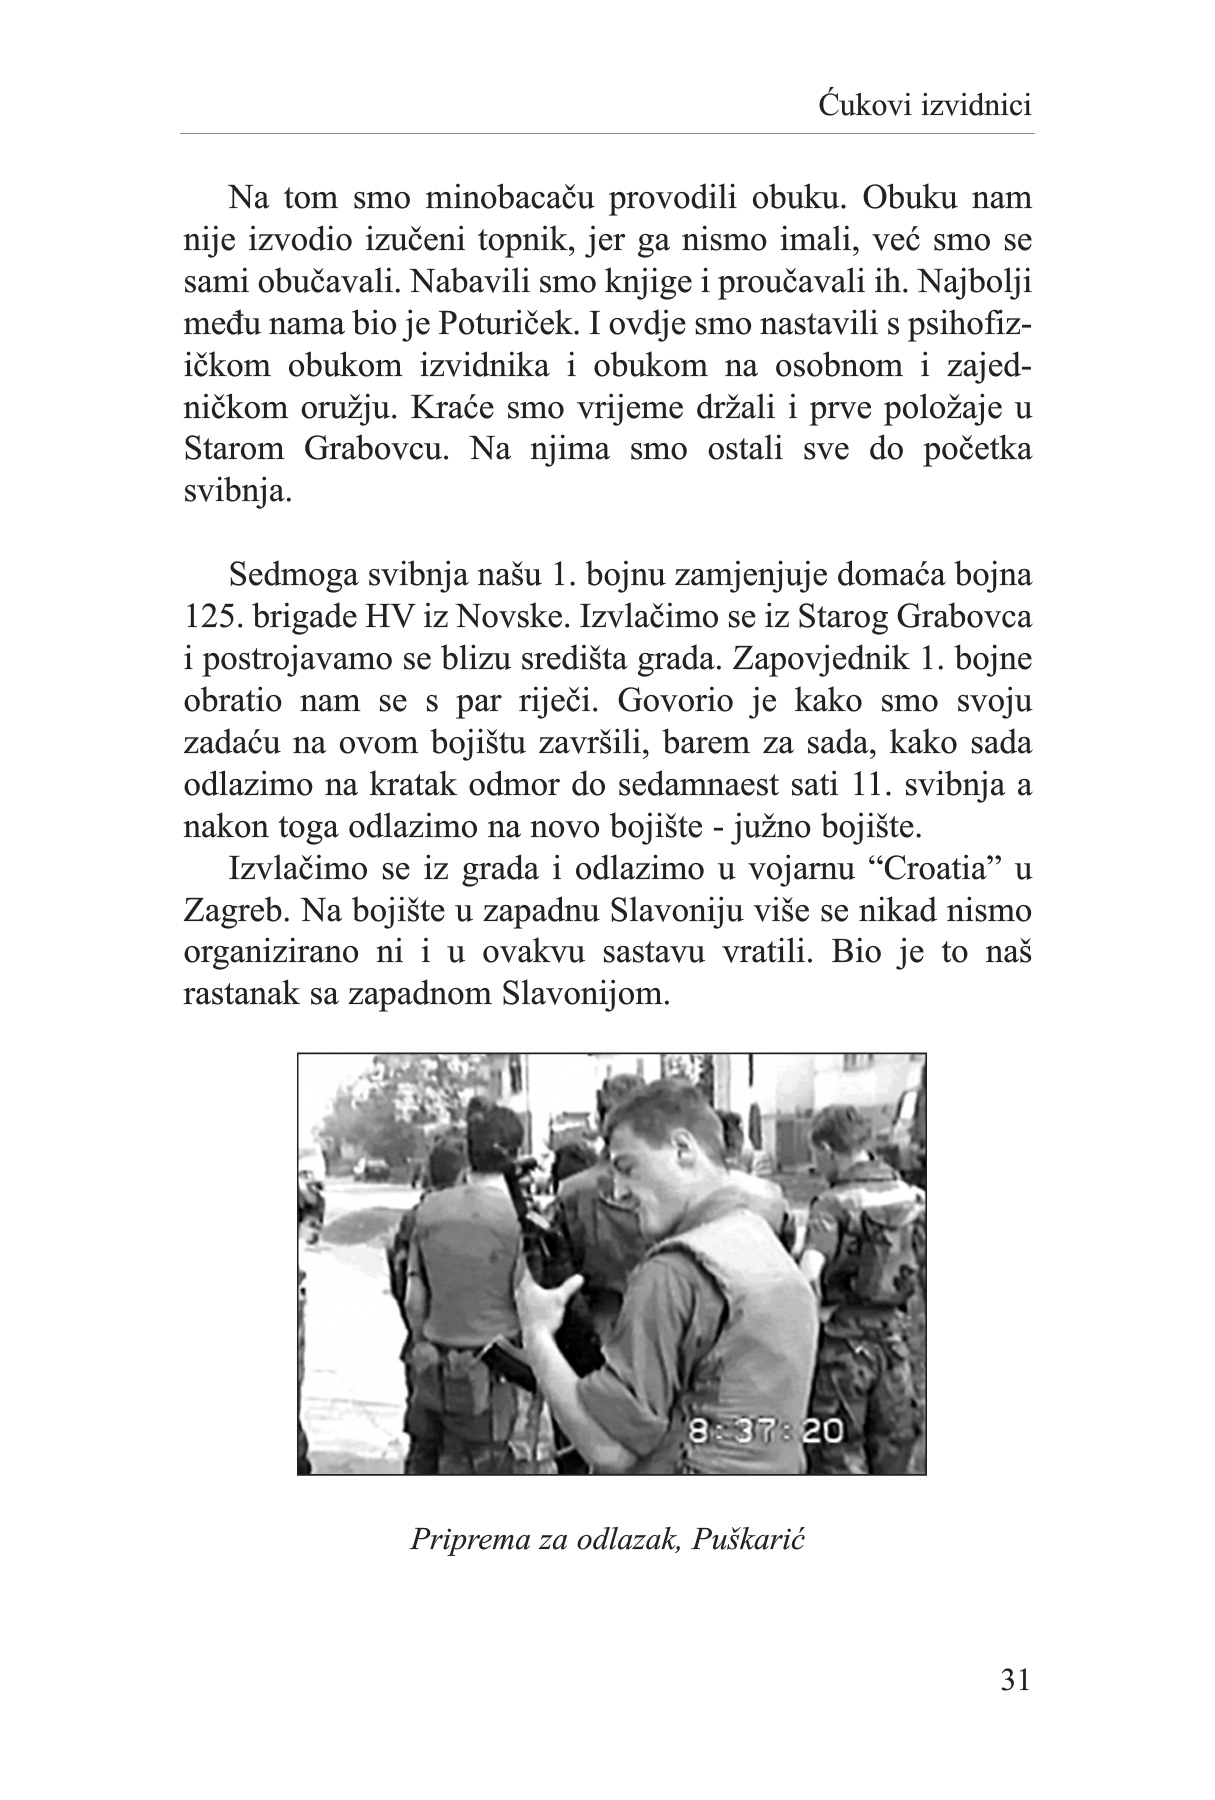 Ćukovi izvidnici
Na tom smo minobacaču provodili obuku. Obuku nam
nije izvodio izučeni topnik, jer ga nismo imali, već smo se
sami obučavali. Nabavili smo knjige i proučavali ih. Najbolji
među nama bio je Poturiček. I ovdje smo nastavili s psihofiz-
ičkom obukom izvidnika i obukom na osobnom i zajed-
ničkom oružju. Kraće smo vrijeme držali i prve položaje u
Starom Grabovcu. Na njima smo ostali sve do početka
svibnja.
Sedmoga svibnja našu 1. bojnu zamjenjuje domaća bojna
125. brigade HV iz Novske. Izvlačimo se iz Starog Grabovca
i postrojavamo se blizu središta grada. Zapovjednik 1. bojne
obratio nam se s par riječi. Govorio je kako smo svoju
zadaću na ovom bojištu završili, barem za sada, kako sada
odlazimo na kratak odmor do sedamnaest sati 11. svibnja a
nakon toga odlazimo na novo bojište - južno bojište.
Izvlačimo se iz grada i odlazimo u vojarnu “Croatia” u
Zagreb. Na bojište u zapadnu Slavoniju više se nikad nismo
organizirano ni i u ovakvu sastavu vratili. Bio je to naš
rastanak sa zapadnom Slavonijom.
8:37:20
Priprema za odlazak, Puškarić
31